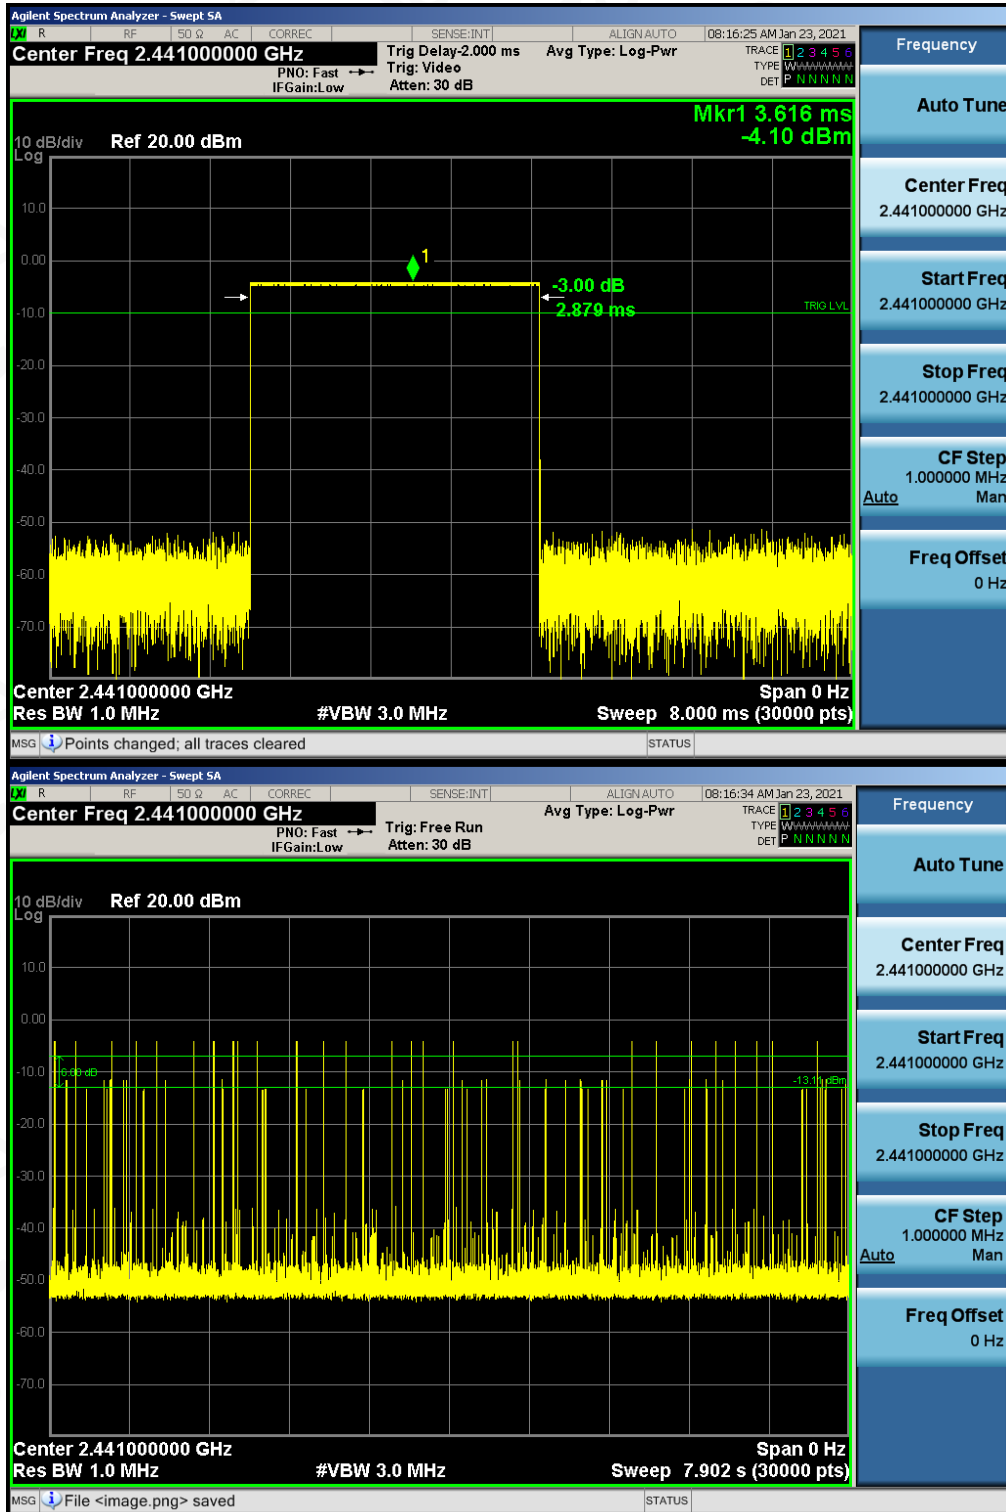 Agilent Spectrum Analyzer - Swept SA
LXI R RF 50 Ω AC CORREC SENSE:INT ALIGN AUTO 08:16:25 AM Jan 23, 2021
Center Freq 2.441000000 GHz
PNO: Fast
IFGain:Low
Trig Delay-2.000 ms
Trig: Video
Atten: 30 dB
Avg Type: Log-Pwr
TRACE 1 2 3 4 5 6
TYPE W
DET P N N N N N
Mkr1 3.616 ms
-4.10 dBm
10 dB/div Ref 20.00 dBm
Log
10.0
0.00
1
-3.00 dB
2.879 ms
TRIG LVL
-10.0
-20.0
-30.0
-40.0
-50.0
-60.0
-70.0
Center 2.441000000 GHz Span 0 Hz
Res BW 1.0 MHz #VBW 3.0 MHz Sweep 8.000 ms (30000 pts)
MSG Points changed; all traces cleared STATUS
Frequency
Auto Tune
Center Freq
2.441000000 GHz
Start Freq
2.441000000 GHz
Stop Freq
2.441000000 GHz
CF Step
1.000000 MHz
Auto Man
Freq Offset
0 Hz
Agilent Spectrum Analyzer - Swept SA
LXI R RF 50 Ω AC CORREC SENSE:INT ALIGN AUTO 08:16:34 AM Jan 23, 2021
Center Freq 2.441000000 GHz
PNO: Fast
IFGain:Low
Trig: Free Run
Atten: 30 dB
Avg Type: Log-Pwr
TRACE 1 2 3 4 5 6
TYPE W
DET P N N N N N
10 dB/div Ref 20.00 dBm
Log
10.0
0.00
-10.0
6.00 dB
-13.11 dBm
-20.0
-30.0
-40.0
-50.0
-60.0
-70.0
Center 2.441000000 GHz Span 0 Hz
Res BW 1.0 MHz #VBW 3.0 MHz Sweep 7.902 s (30000 pts)
MSG File <image.png> saved STATUS
Frequency
Auto Tune
Center Freq
2.441000000 GHz
Start Freq
2.441000000 GHz
Stop Freq
2.441000000 GHz
CF Step
1.000000 MHz
Auto Man
Freq Offset
0 Hz